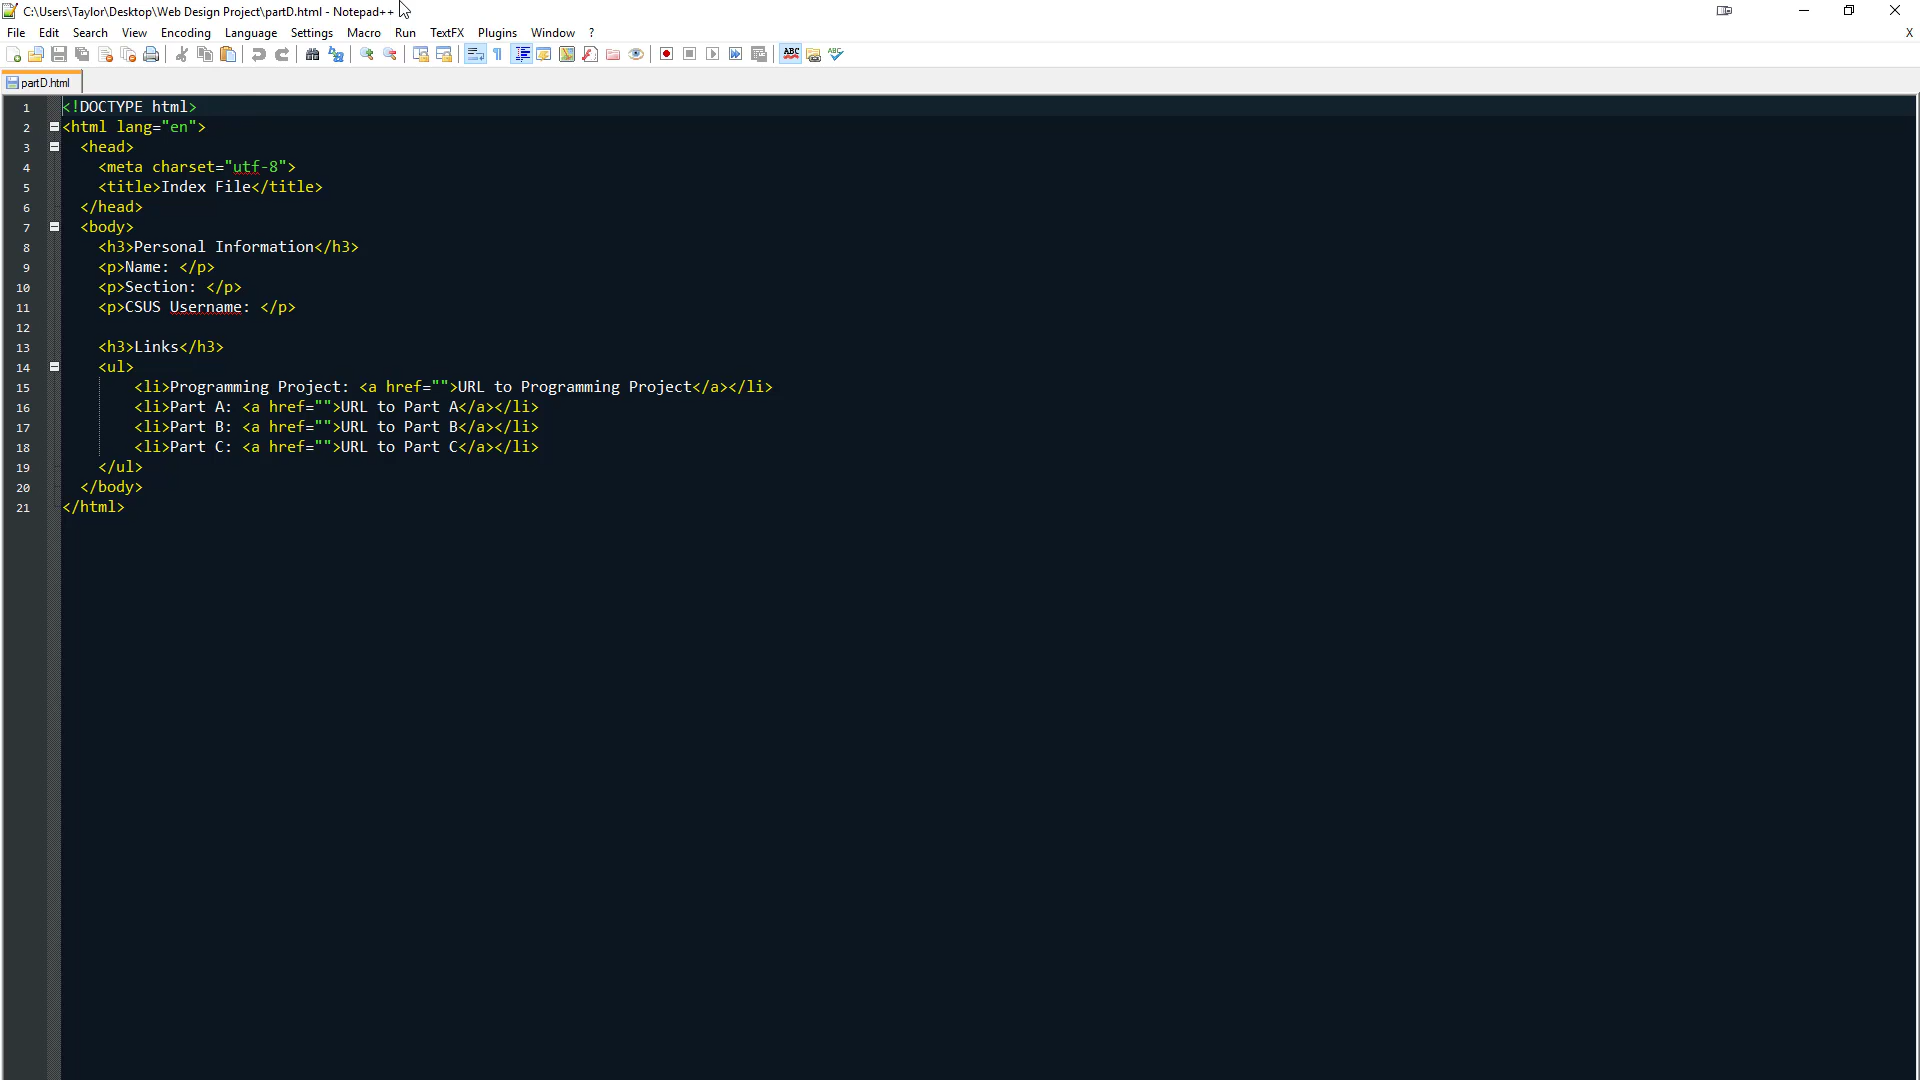 C:\Users\Taylor\Desktop\Web Design Project\partD.html - Notepad++
File Edit Search View Encoding Language Settings Macro Run TextFX Plugins Window ? X
ABC ABC
partD.html
1 <!DOCTYPE html>
2 <html lang="en">
3 <head>
4 <meta charset="utf-8">
5 <title>Index File</title>
6 </head>
7 <body>
8 <h3>Personal Information</h3>
9 <p>Name: </p>
10 <p>Section: </p>
11 <p>CSUS Username: </p>
12
13 <h3>Links</h3>
14 <ul>
15 <li>Programming Project: <a href="">URL to Programming Project</a></li>
16 <li>Part A: <a href="">URL to Part A</a></li>
17 <li>Part B: <a href="">URL to Part B</a></li>
18 <li>Part C: <a href="">URL to Part C</a></li>
19 </ul>
20 </body>
21 </html>